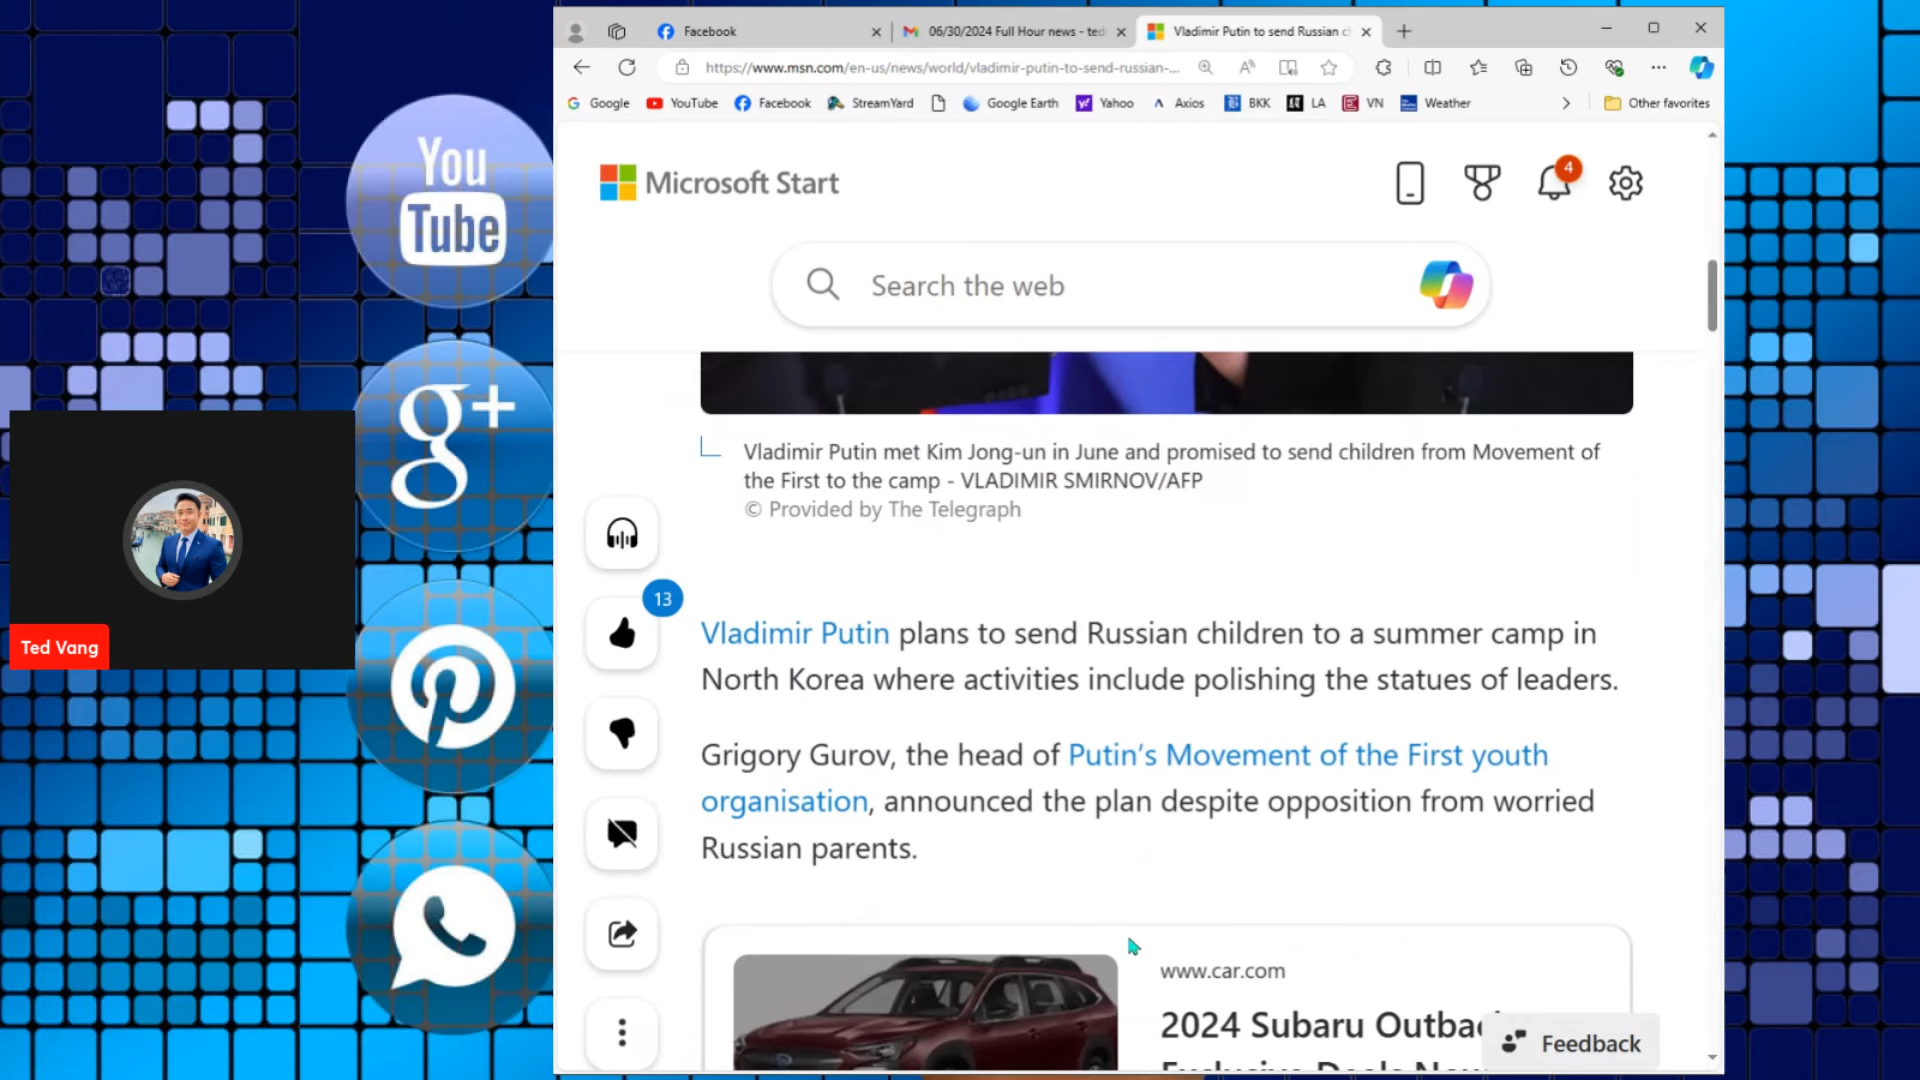 Facebook
06/30/2024 Full Hour news - ted
Vladimir Putin to send Russian cl
https://www.msn.com/en-us/news/world/vladimir-putin-to-send-russian-...
Google
YouTube
Facebook
StreamYard
Google Earth
Yahoo
Axios
BKK
LA
VN
Weather
Other favorites
You
Tube
g+
Microsoft Start
4
Search the web
Vladimir Putin met Kim Jong-un in June and promised to send children from Movement of
the First to the camp - VLADIMIR SMIRNOV/AFP
© Provided by The Telegraph
13
Vladimir Putin plans to send Russian children to a summer camp in
North Korea where activities include polishing the statues of leaders.
Ted Vang
Grigory Gurov, the head of Putin's Movement of the First youth
organisation, announced the plan despite opposition from worried
Russian parents.
www.car.com
2024 Subaru Outba
Feedback